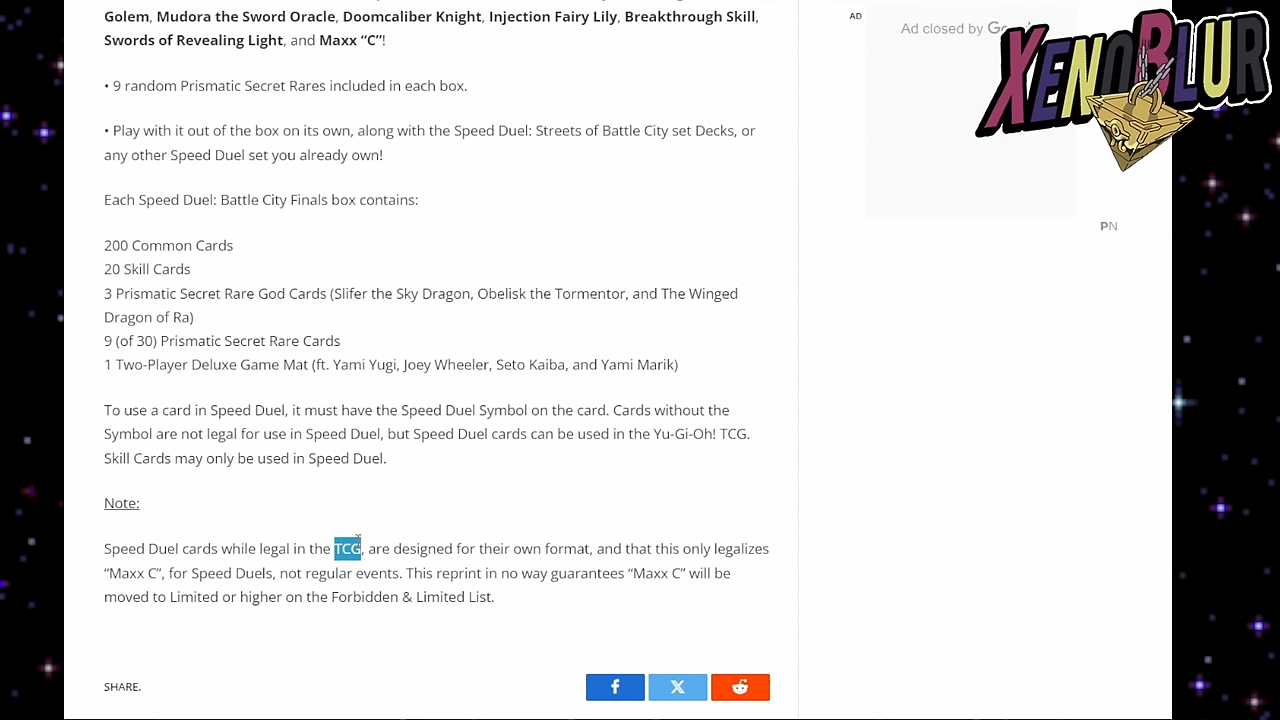 Golem, Mudora the Sword Oracle, Doomcaliber Knight, Injection Fairy Lily, Breakthrough Skill,
Swords of Revealing Light, and Maxx “C”!
• 9 random Prismatic Secret Rares included in each box.
• Play with it out of the box on its own, along with the Speed Duel: Streets of Battle City set Decks, or
any other Speed Duel set you already own!
Each Speed Duel: Battle City Finals box contains:
200 Common Cards
20 Skill Cards
3 Prismatic Secret Rare God Cards (Slifer the Sky Dragon, Obelisk the Tormentor, and The Winged
Dragon of Ra)
9 (of 30) Prismatic Secret Rare Cards
1 Two-Player Deluxe Game Mat (ft. Yami Yugi, Joey Wheeler, Seto Kaiba, and Yami Marik)
To use a card in Speed Duel, it must have the Speed Duel Symbol on the card. Cards without the
Symbol are not legal for use in Speed Duel, but Speed Duel cards can be used in the Yu-Gi-Oh! TCG.
Skill Cards may only be used in Speed Duel.
Note:
Speed Duel cards while legal in the TCG, are designed for their own format, and that this only legalizes
“Maxx C”, for Speed Duels, not regular events. This reprint in no way guarantees “Maxx C” will be
moved to Limited or higher on the Forbidden & Limited List.
SHARE.
AD
Ad closed by
XENOBLUR
PN